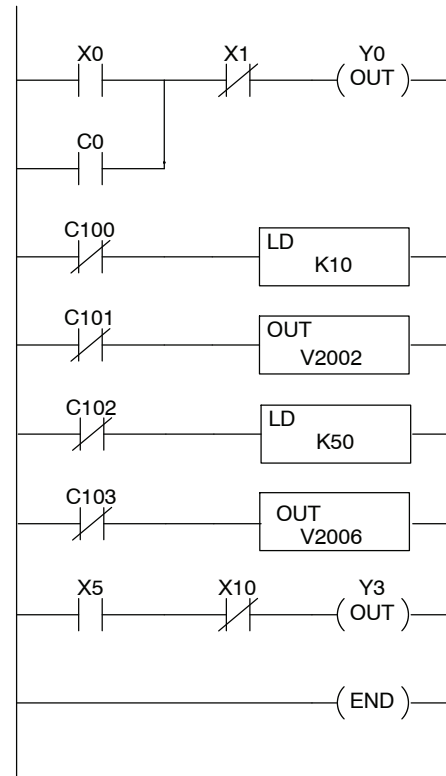 X0 X1 Y0
OUT
C0
C100
LD
K10
C101
OUT
V2002
C102
LD
K50
C103
OUT
V2006
X5 X10 Y3
OUT
END